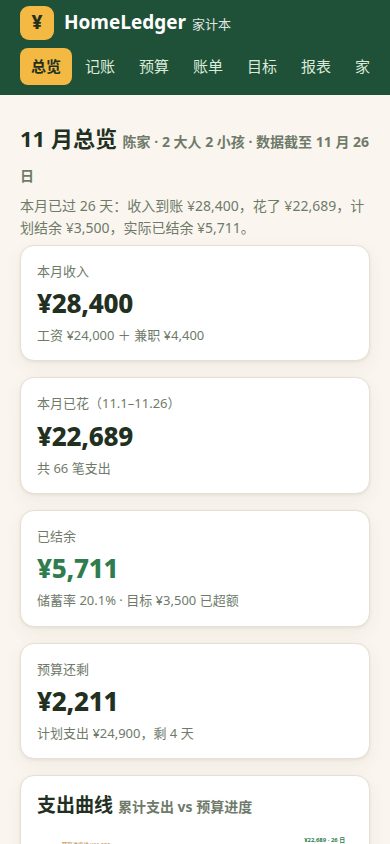 ¥ HomeLedger 家计本
总览 记账 预算 账单 目标 报表 家
11 月总览 陈家 · 2 大人 2 小孩 · 数据截至 11 月 26
日
本月已过 26 天：收入到账 ¥28,400，花了 ¥22,689，计
划结余 ¥3,500，实际已结余 ¥5,711。
本月收入
¥28,400
工资 ¥24,000 ＋ 兼职 ¥4,400
本月已花（11.1–11.26）
¥22,689
共 66 笔支出
已结余
¥5,711
储蓄率 20.1% · 目标 ¥3,500 已超额
预算还剩
¥2,211
计划支出 ¥24,900，剩 4 天
支出曲线 累计支出 vs 预算进度
¥22,689 · 26 日